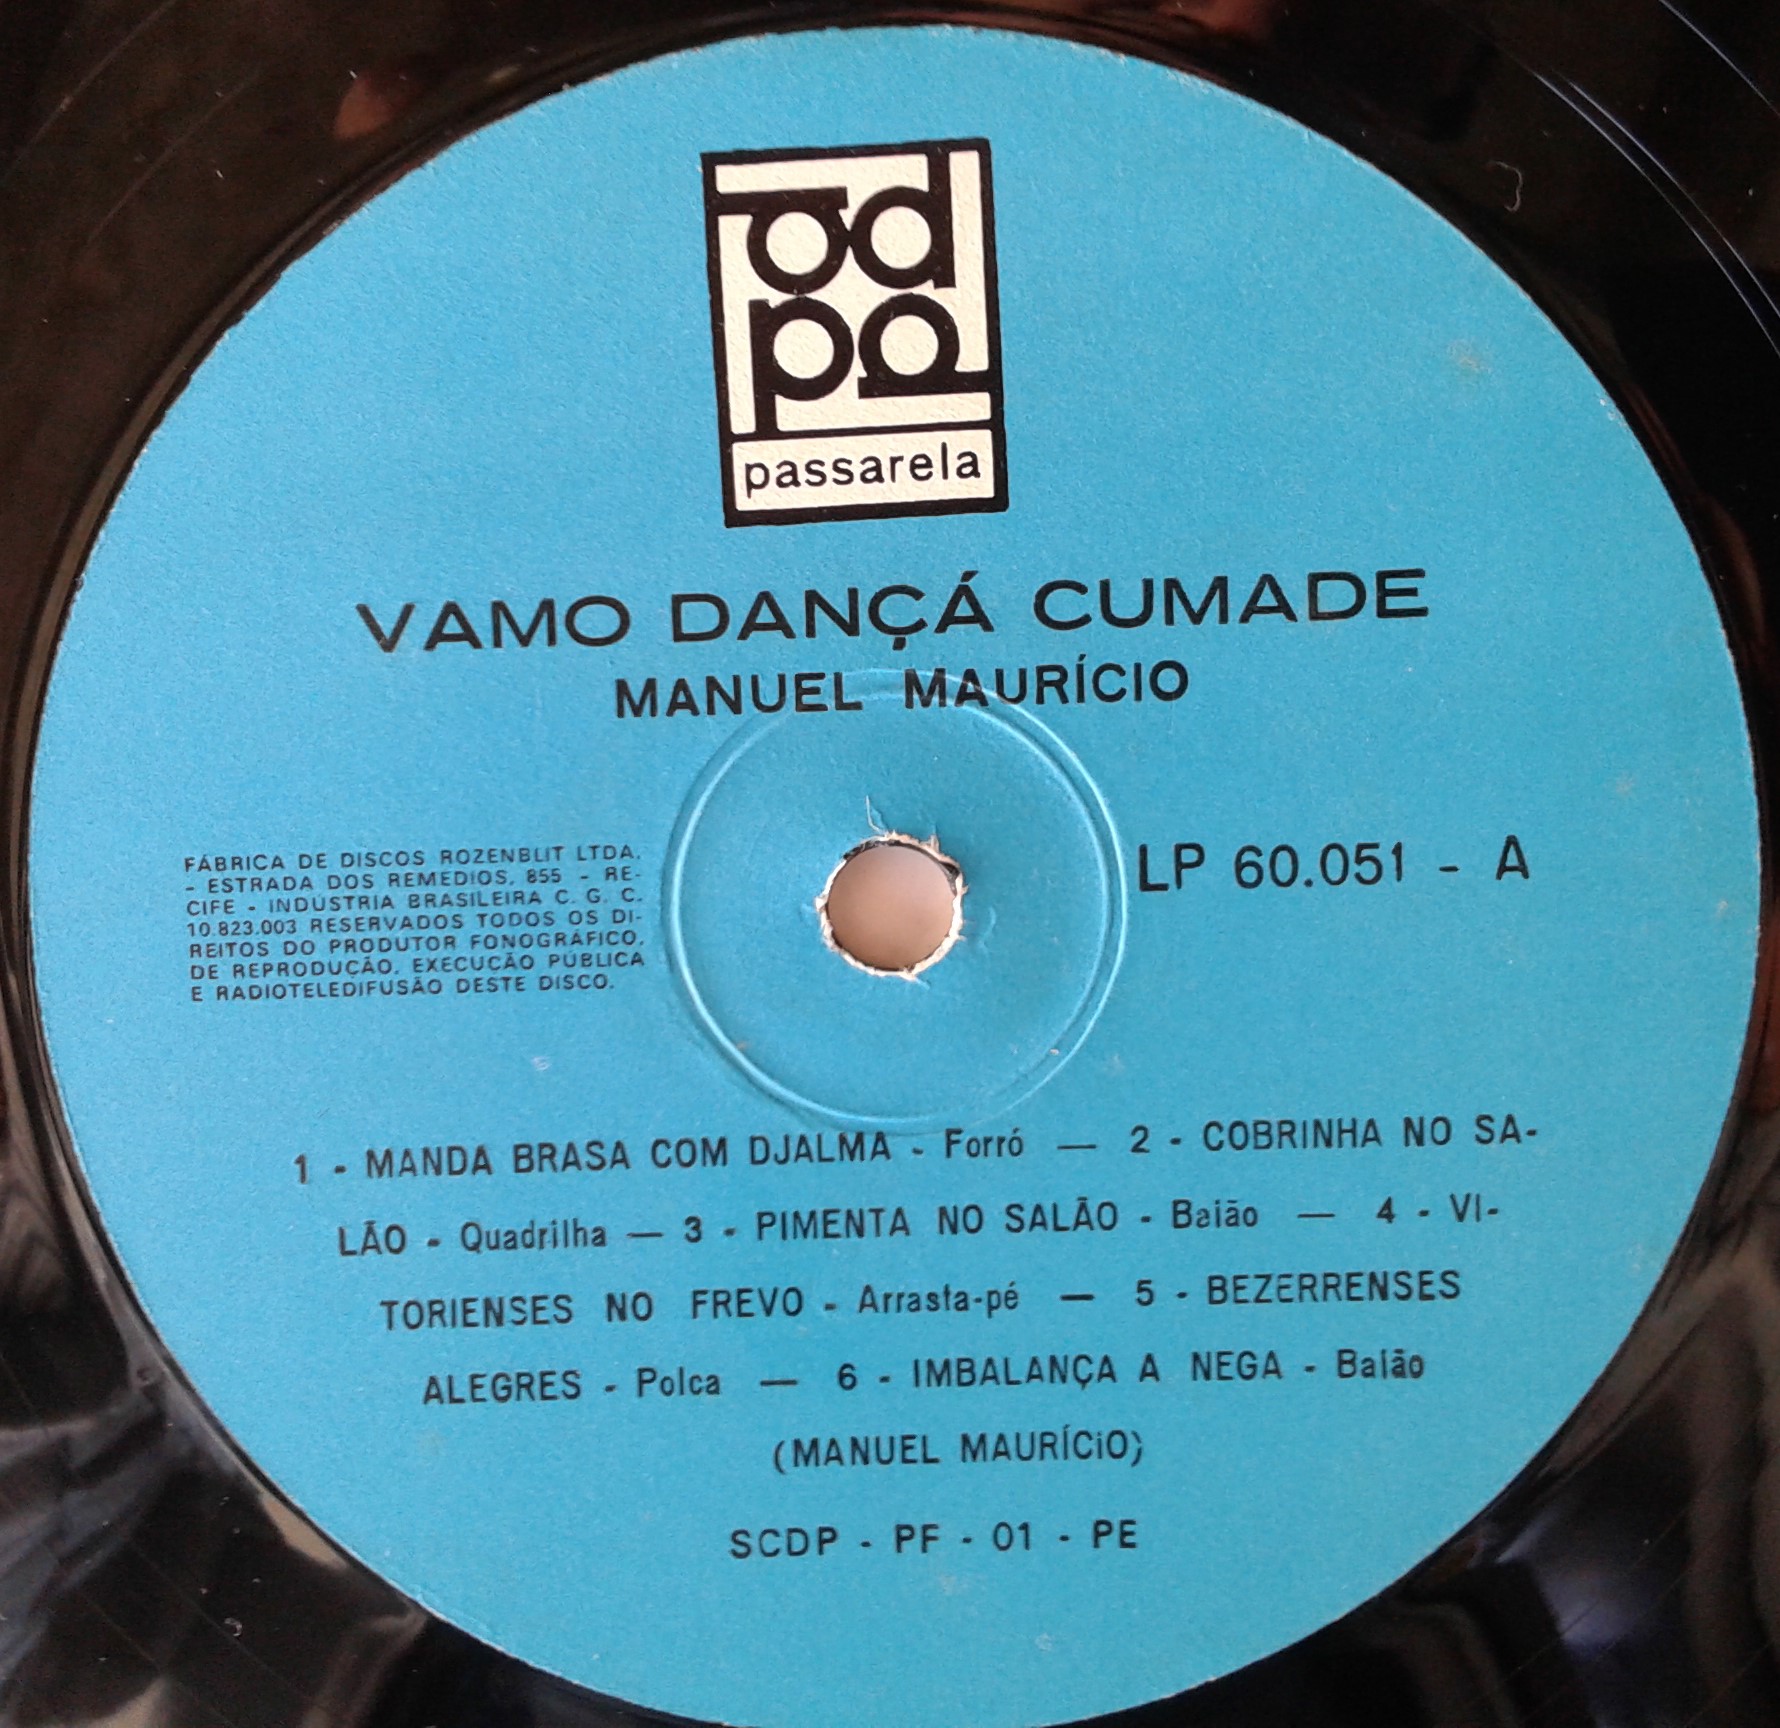 passarela
VAMO DANÇÁ CUMADE
MANUEL MAURÍCIO
FÁBRICA DE DISCOS ROZENBLIT LTDA.
- ESTRADA DOS REMEDIOS, 855 - RE-
CIFE - INDÚSTRIA BRASILEIRA C. G. C.
10.823.003 RESERVADOS TODOS OS DI-
REITOS DO PRODUTOR FONOGRÁFICO,
DE REPRODUÇÃO, EXECUÇÃO PÚBLICA
E RADIOTELEDIFUSÃO DESTE DISCO.
LP 60.051 - A
1 - MANDA BRASA COM DJALMA - Forró — 2 - COBRINHA NO SA-
LÃO - Quadrilha — 3 - PIMENTA NO SALÃO - Baião — 4 - VI-
TORIENSES NO FREVO - Arrasta-pé — 5 - BEZERRENSES
ALEGRES - Polca — 6 - IMBALANÇA A NEGA - Baião
(MANUEL MAURÍCiO)
SCDP - PF - 01 - PE